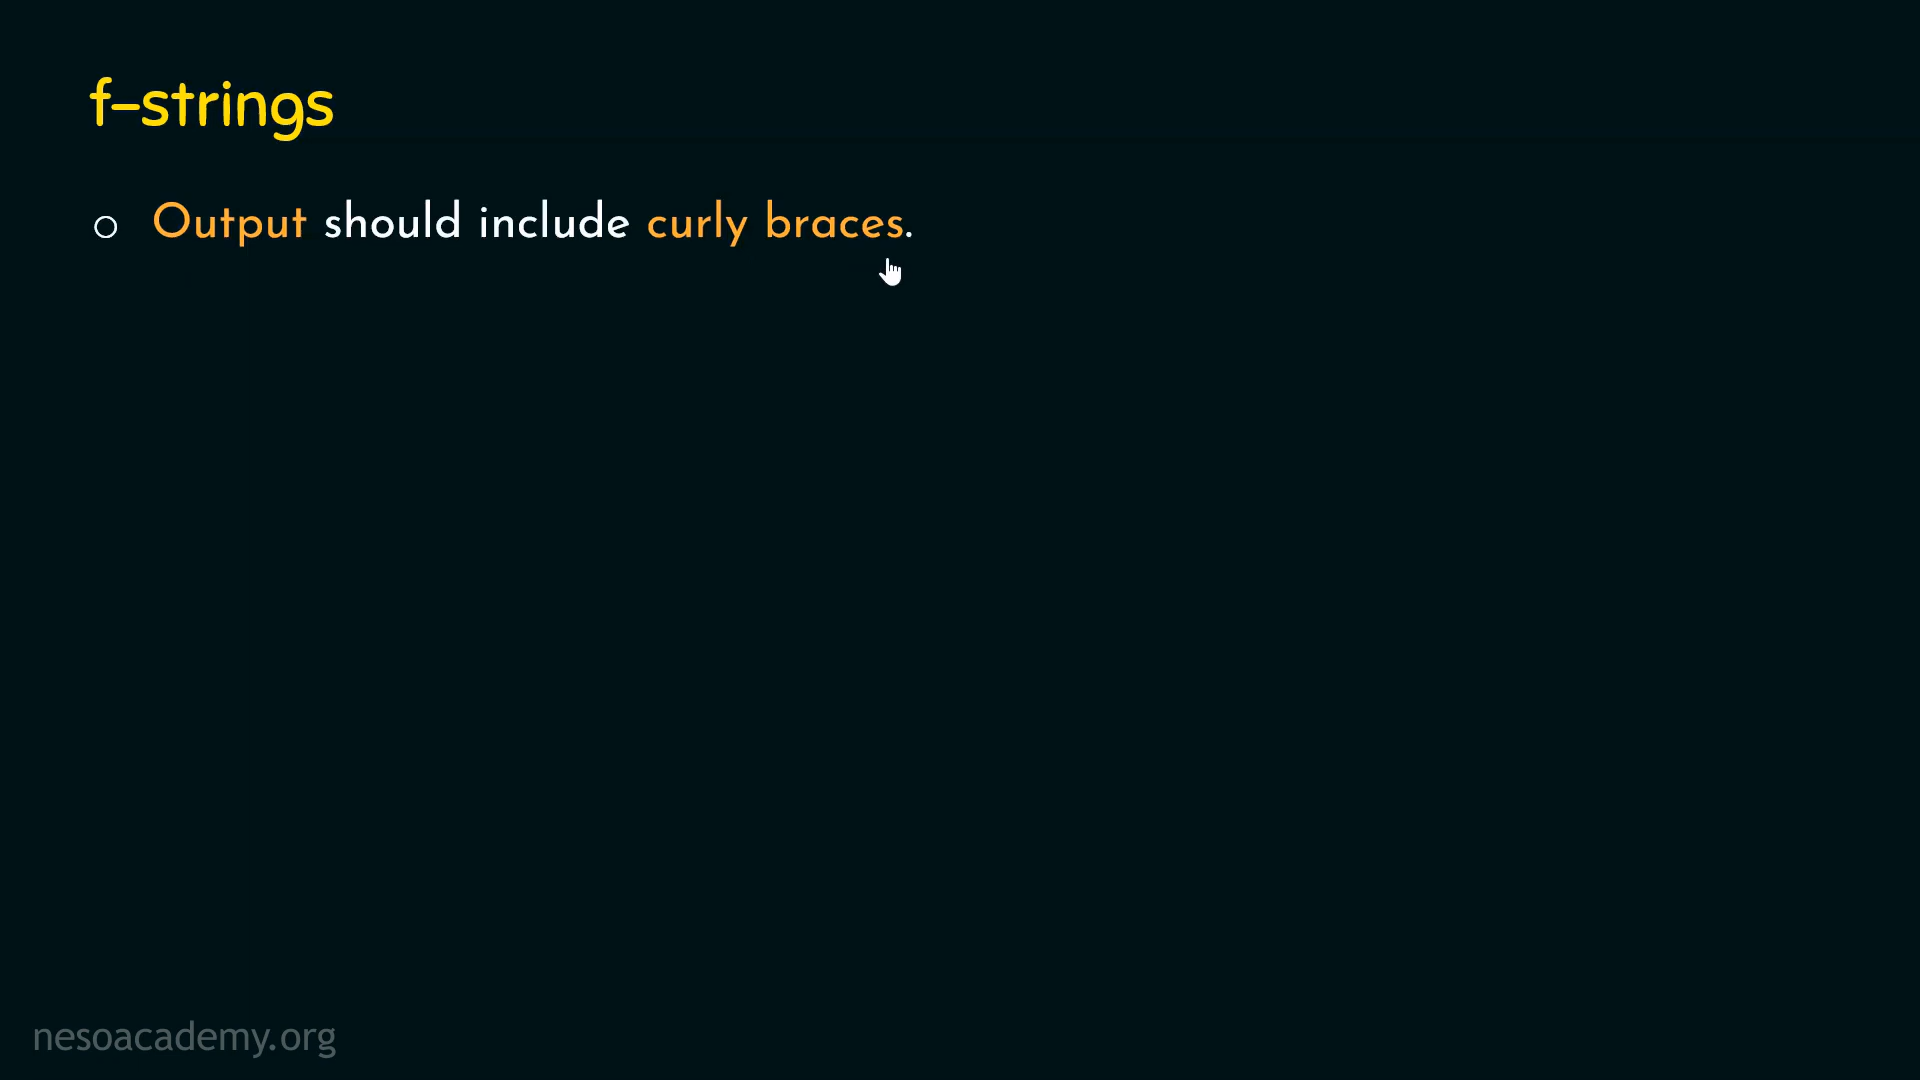 f-strings
○ Output should include curly braces.
nesoacademy.org